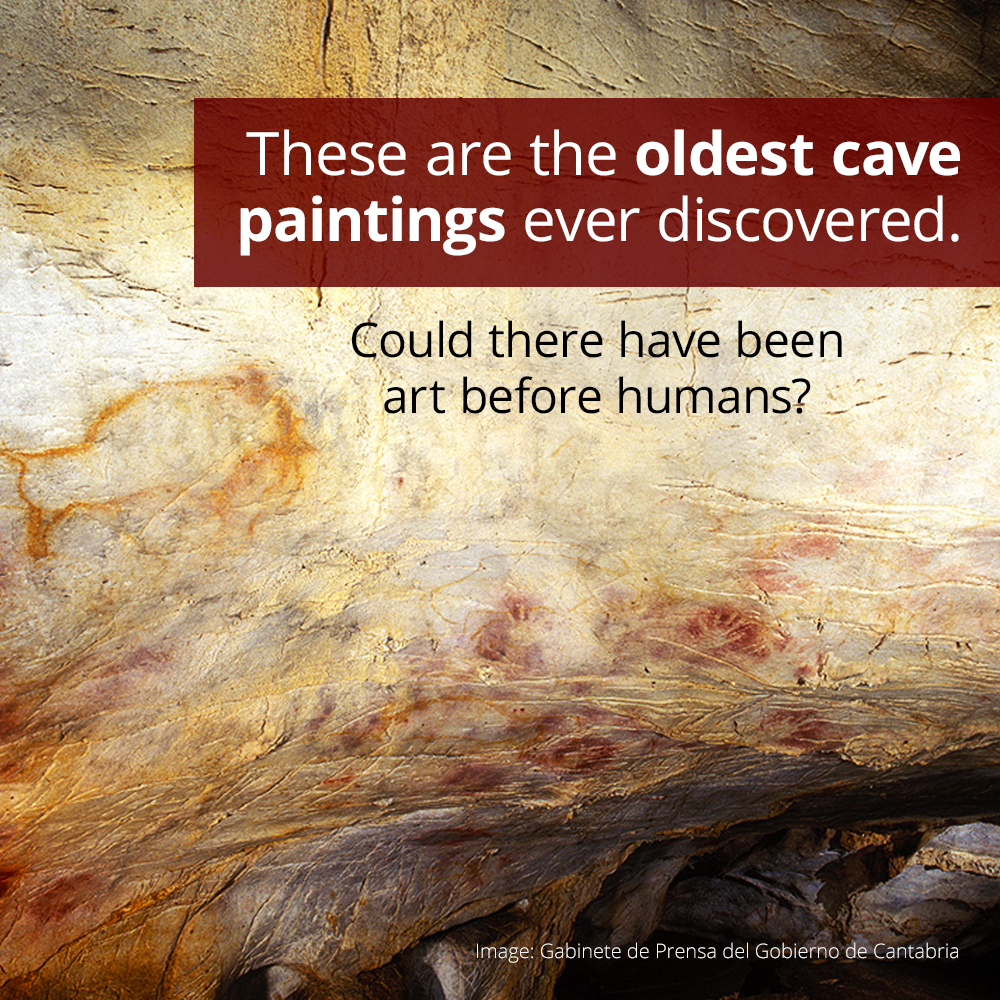 These are the oldest cave
paintings ever discovered.
Could there have been
art before humans?
Image: Gabinete de Prensa del Gobierno de Cantabria